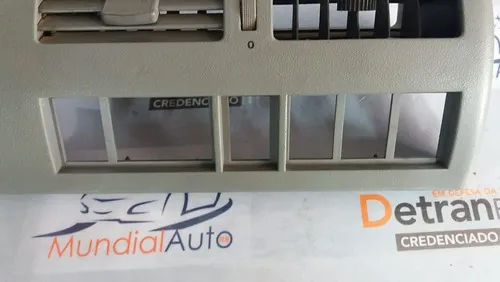 0
CREDENCIADO
EM DEFESA DA
Detran
CREDENCIADO
MundialAuto